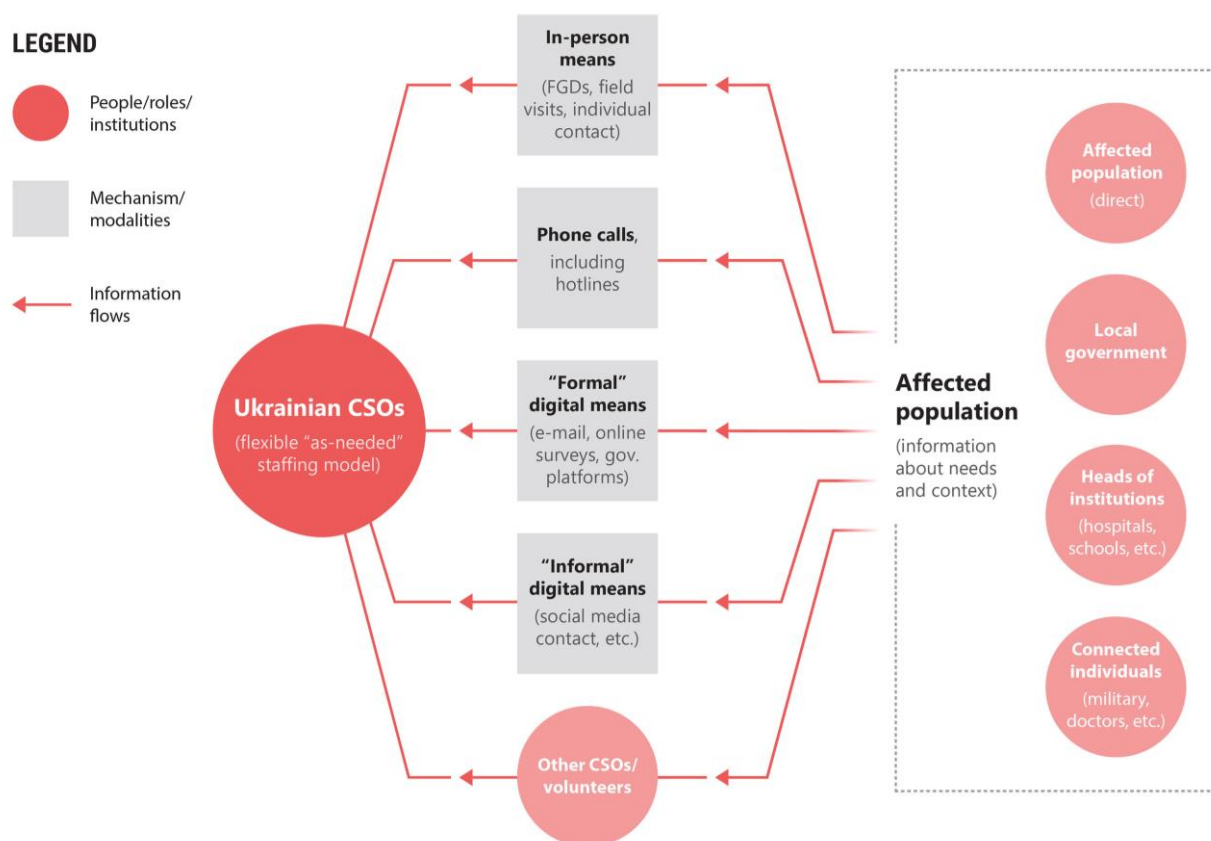 LEGEND
People/roles/
institutions
Mechanism/
modalities
Information
flows
Ukrainian CSOs
(flexible “as-needed”
staffing model)
In-person
means
(FGDs, field
visits, individual
contact)
Phone calls,
including
hotlines
“Formal”
digital means
(e-mail, online
surveys, gov.
platforms)
“Informal”
digital means
(social media
contact, etc.)
Other CSOs/
volunteers
Affected
population
(information
about needs
and context)
Affected
population
(direct)
Local
government
Heads of
institutions
(hospitals,
schools, etc.)
Connected
individuals
(military,
doctors, etc.)